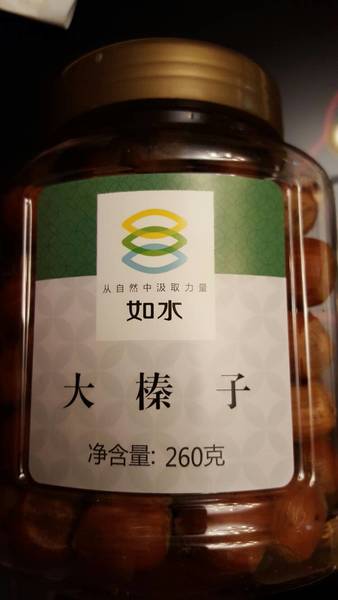 从自然中汲取力量
如水
大榛子
净含量: 260克